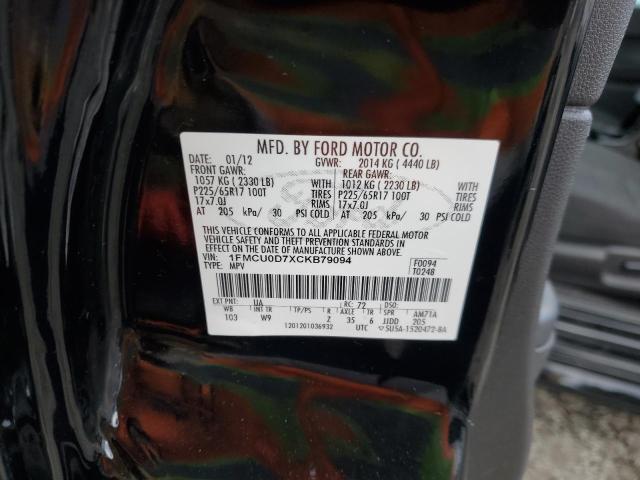 MFD. BY FORD MOTOR CO.
DATE: 01/12 GVWR: 2014 KG ( 4440 LB)
FRONT GAWR: REAR GAWR:
1057 KG ( 2330 LB) WITH 1012 KG ( 2230 LB) WITH
P225/65R17 100T TIRES P225/65R17 100T TIRES
17x7.0J RIMS 17x7.0J RIMS
AT 205 kPa/ 30 PSI COLD AT 205 kPa/ 30 PSI COLD
THIS VEHICLE CONFORMS TO ALL APPLICABLE FEDERAL MOTOR
VEHICLE SAFETY AND THEFT PREVENTION STANDARDS IN EFFECT
ON THE DATE OF MANUFACTURE SHOWN ABOVE.
VIN: 1FMCU0D7XCKB79094 F0094
TYPE: MPV T0248
EXT PNT: UA RC: 72 DSO:
WB INT TR TP/PS R AXLE TR SPR AM71A
103 W9 Z 35 6 JJDD 205
1201201036932 UTC 5U5A-1520472-BA
Ford